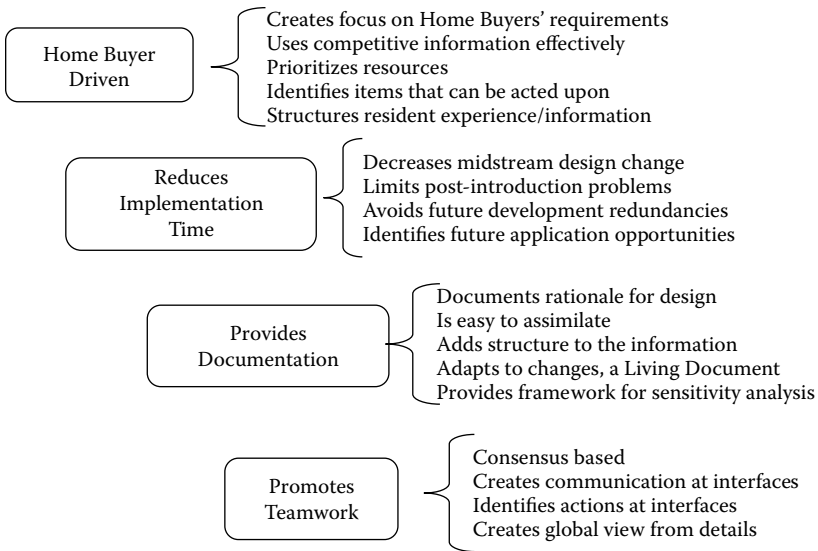 Home Buyer
Driven
Creates focus on Home Buyers’ requirements
Uses competitive information effectively
Prioritizes resources
Identifies items that can be acted upon
Structures resident experience/information
Reduces
Implementation
Time
Decreases midstream design change
Limits post-introduction problems
Avoids future development redundancies
Identifies future application opportunities
Provides
Documentation
Documents rationale for design
Is easy to assimilate
Adds structure to the information
Adapts to changes, a Living Document
Provides framework for sensitivity analysis
Promotes
Teamwork
Consensus based
Creates communication at interfaces
Identifies actions at interfaces
Creates global view from details